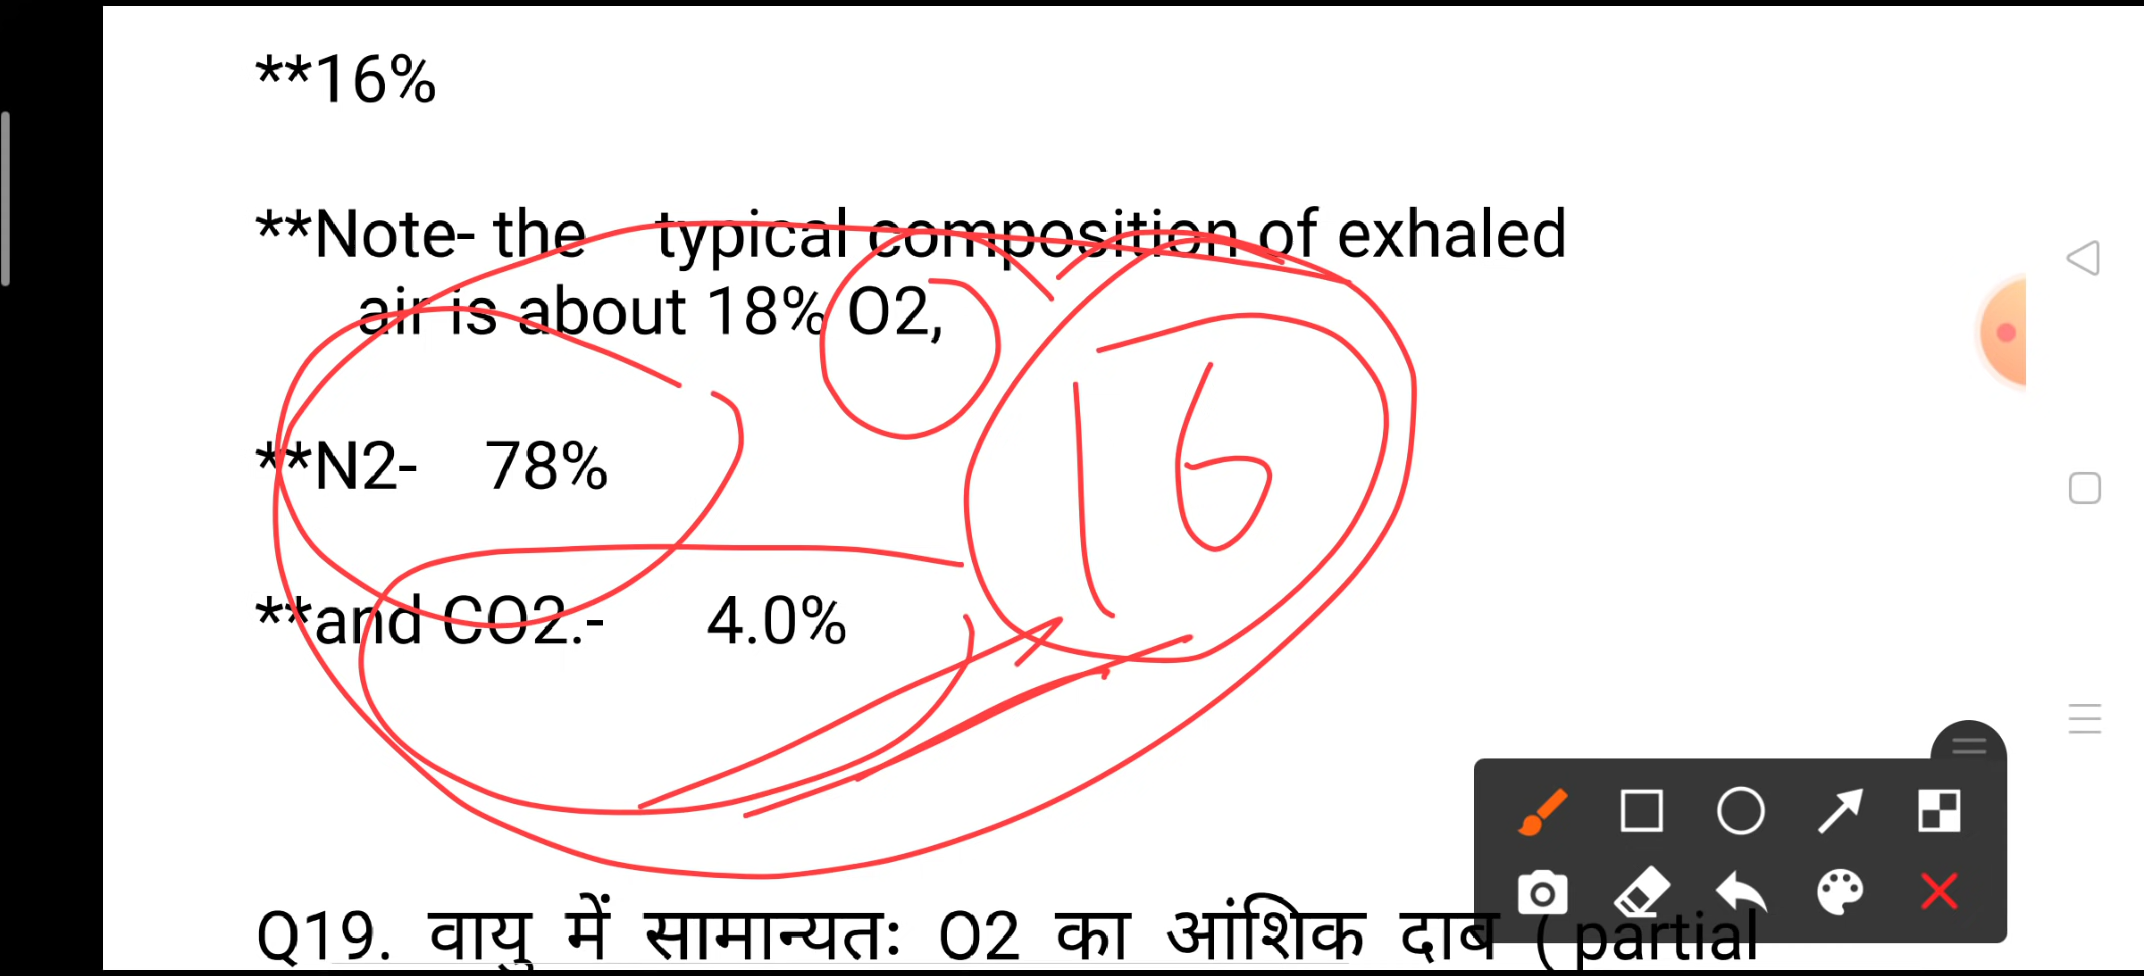 **16%
**Note- the typical composition of exhaled
air is about 18% O2,
16
**N2- 78%
**and CO2.- 4.0%
Q19. वायु में सामान्यतः O2 का आंशिक दाब ( partial